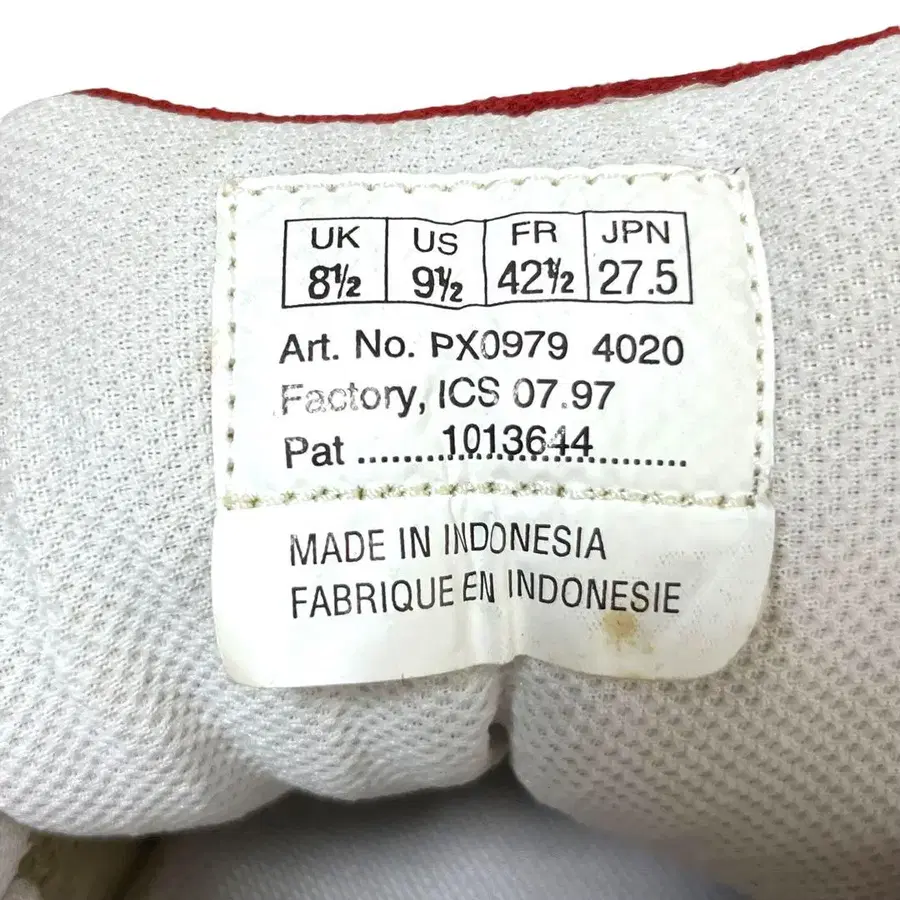 UK US FR JPN
8½ 9½ 42½ 27.5
Art. No. PX0979 4020
Factory, ICS 07.97
Pat ........1013644..........
MADE IN INDONESIA
FABRIQUE EN INDONESIE